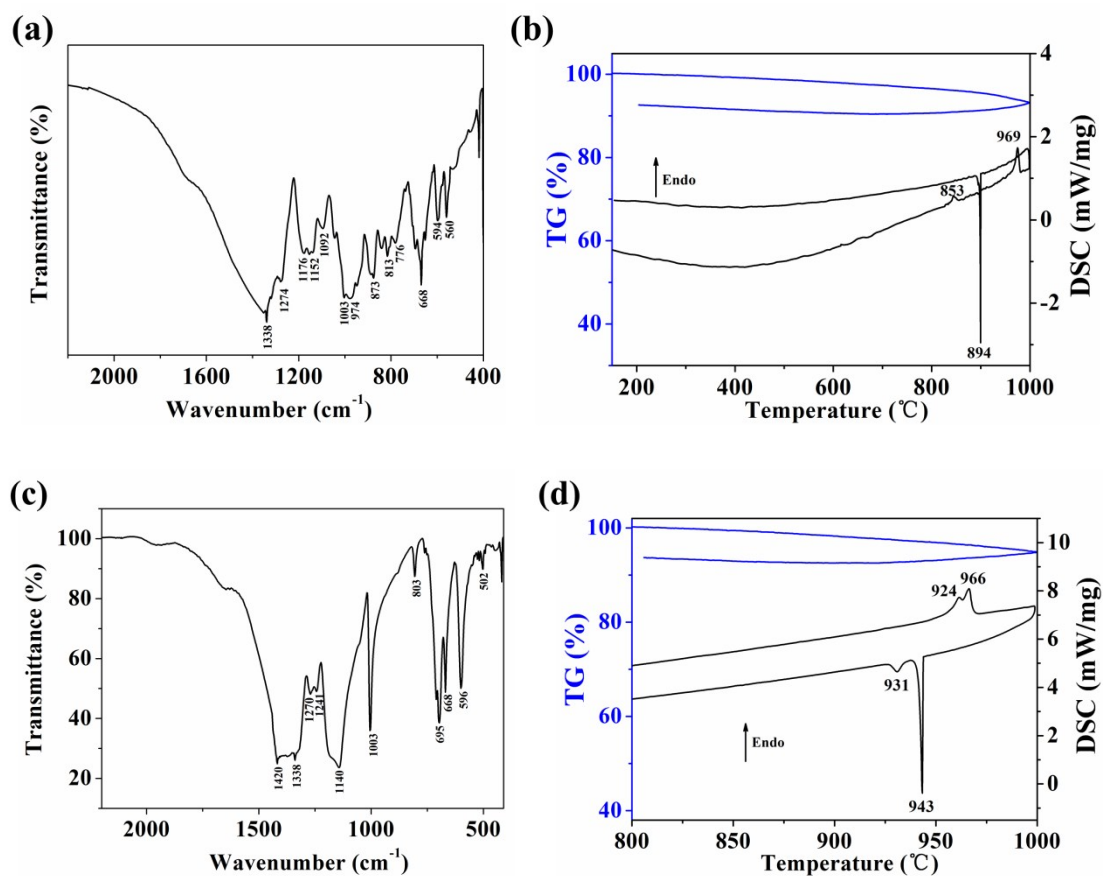 (a)
Transmittance (%)
1338
1274
1176
1152
1092
1003
974
873
813
776
668
594
560
2000 1600 1200 800 400
Wavenumber (cm-1)
(b)
TG (%)
100
80
60
40
4
2
0
-2
DSC (mW/mg)
Endo
969
853
894
200 400 600 800 1000
Temperature (℃)
(c)
Transmittance (%)
100
80
60
40
20
1420
1338
1270
1241
1140
1003
803
695
668
596
502
2000 1500 1000 500
Wavenumber (cm-1)
(d)
TG (%)
100
80
60
40
10
8
6
4
2
0
DSC (mW/mg)
924 966
931
Endo
943
800 850 900 950 1000
Temperature (℃)